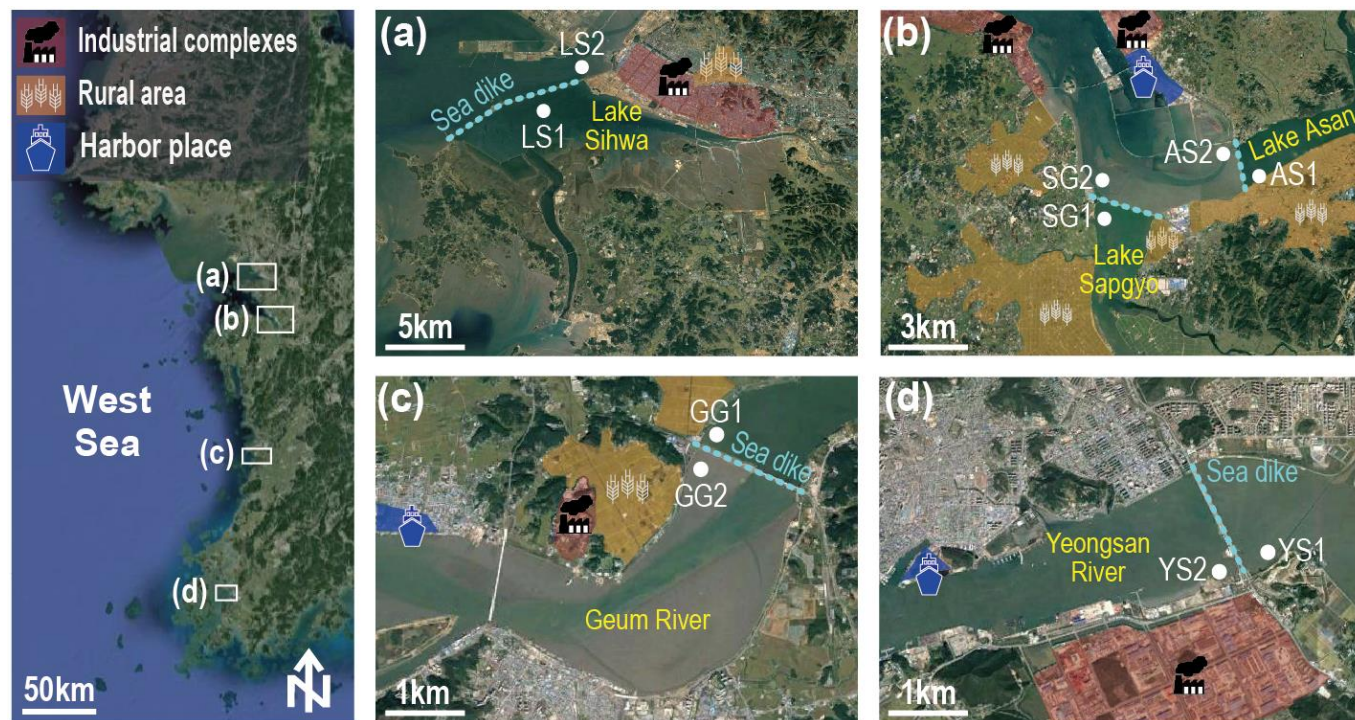 Industrial complexes
Rural area
Harbor place
(a)
(b)
West
Sea
(c)
(d)
50km
N
(a)
LS2
Sea dike
LS1
Lake
Sihwa
5km
(b)
Lake Asan
AS2
AS1
SG2
SG1
Lake
Sapgyo
3km
(c)
GG1
Sea dike
GG2
Geum River
1km
(d)
Sea dike
Yeongsan
River
YS1
YS2
1km